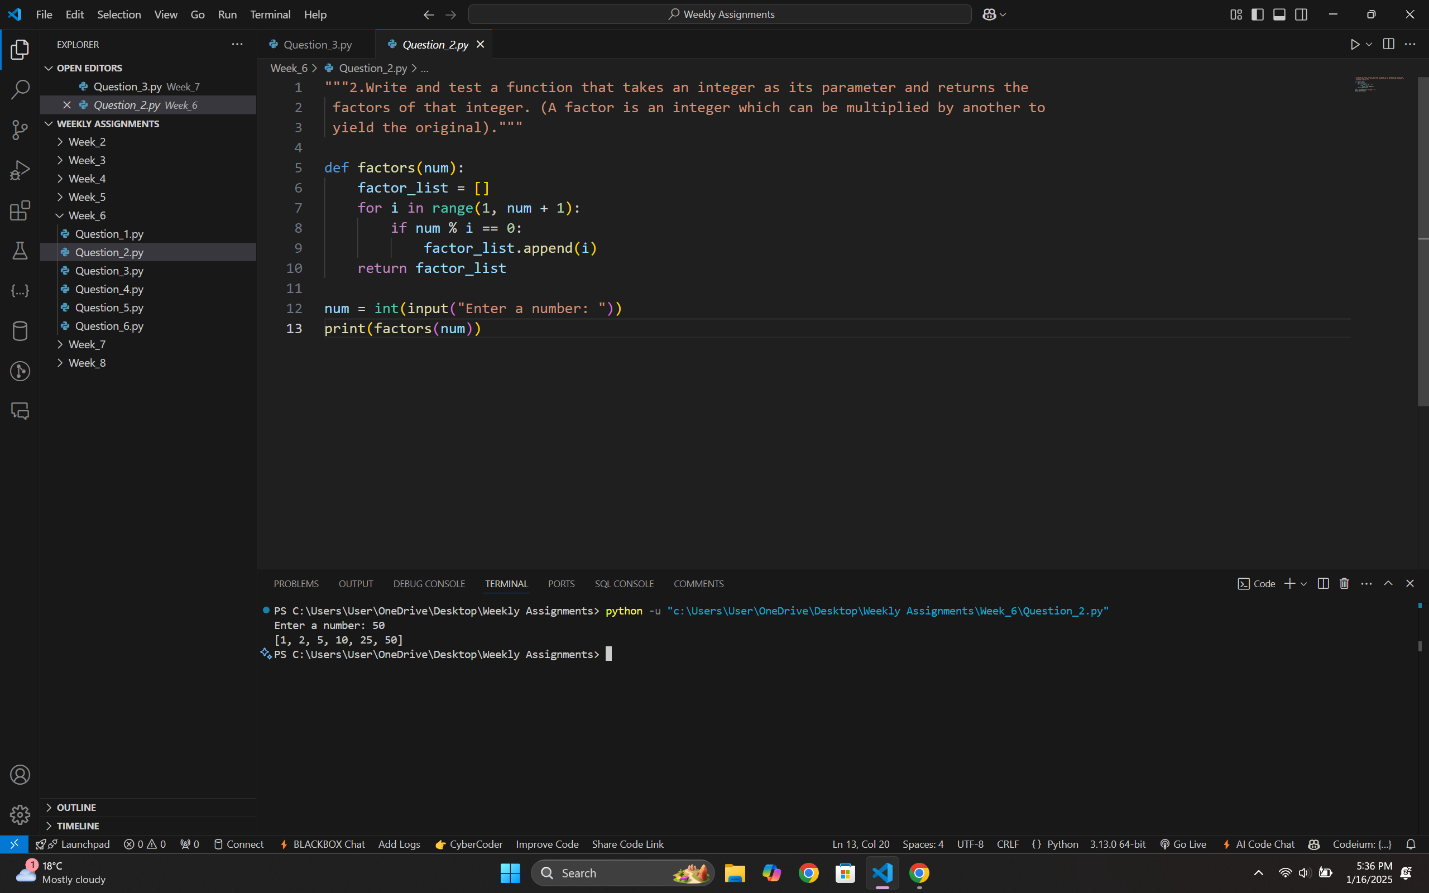 File Edit Selection View Go Run Terminal Help
Weekly Assignments
EXPLORER
OPEN EDITORS
Question_3.py Week_7
Question_2.py Week_6
WEEKLY ASSIGNMENTS
Week_2
Week_3
Week_4
Week_5
Week_6
Question_1.py
Question_2.py
Question_3.py
Question_4.py
Question_5.py
Question_6.py
Week_7
Week_8
OUTLINE
TIMELINE
Question_3.py Question_2.py
Week_6 > Question_2.py > ...
1 """2.Write and test a function that takes an integer as its parameter and returns the
2 factors of that integer. (A factor is an integer which can be multiplied by another to
3 yield the original)."""
4
5 def factors(num):
6 factor_list = []
7 for i in range(1, num + 1):
8 if num % i == 0:
9 factor_list.append(i)
10 return factor_list
11
12 num = int(input("Enter a number: "))
13 print(factors(num))
PROBLEMS OUTPUT DEBUG CONSOLE TERMINAL PORTS SQL CONSOLE COMMENTS
Code
PS C:\Users\User\OneDrive\Desktop\Weekly Assignments> python -u "c:\Users\User\OneDrive\Desktop\Weekly Assignments\Week_6\Question_2.py"
Enter a number: 50
[1, 2, 5, 10, 25, 50]
PS C:\Users\User\OneDrive\Desktop\Weekly Assignments>
Launchpad 0 0 0 Connect BLACKBOX Chat Add Logs CyberCoder Improve Code Share Code Link Ln 13, Col 20 Spaces: 4 UTF-8 CRLF {} Python 3.13.0 64-bit Go Live AI Code Chat Codeium: {...}
1
18°C
Mostly cloudy
Search
5:36 PM
1/16/2025